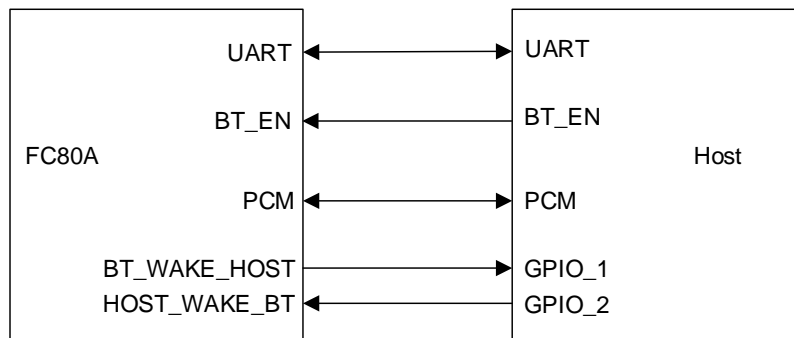 UART UART
BT_EN BT_EN
FC80A Host
PCM PCM
BT_WAKE_HOST GPIO_1
HOST_WAKE_BT GPIO_2